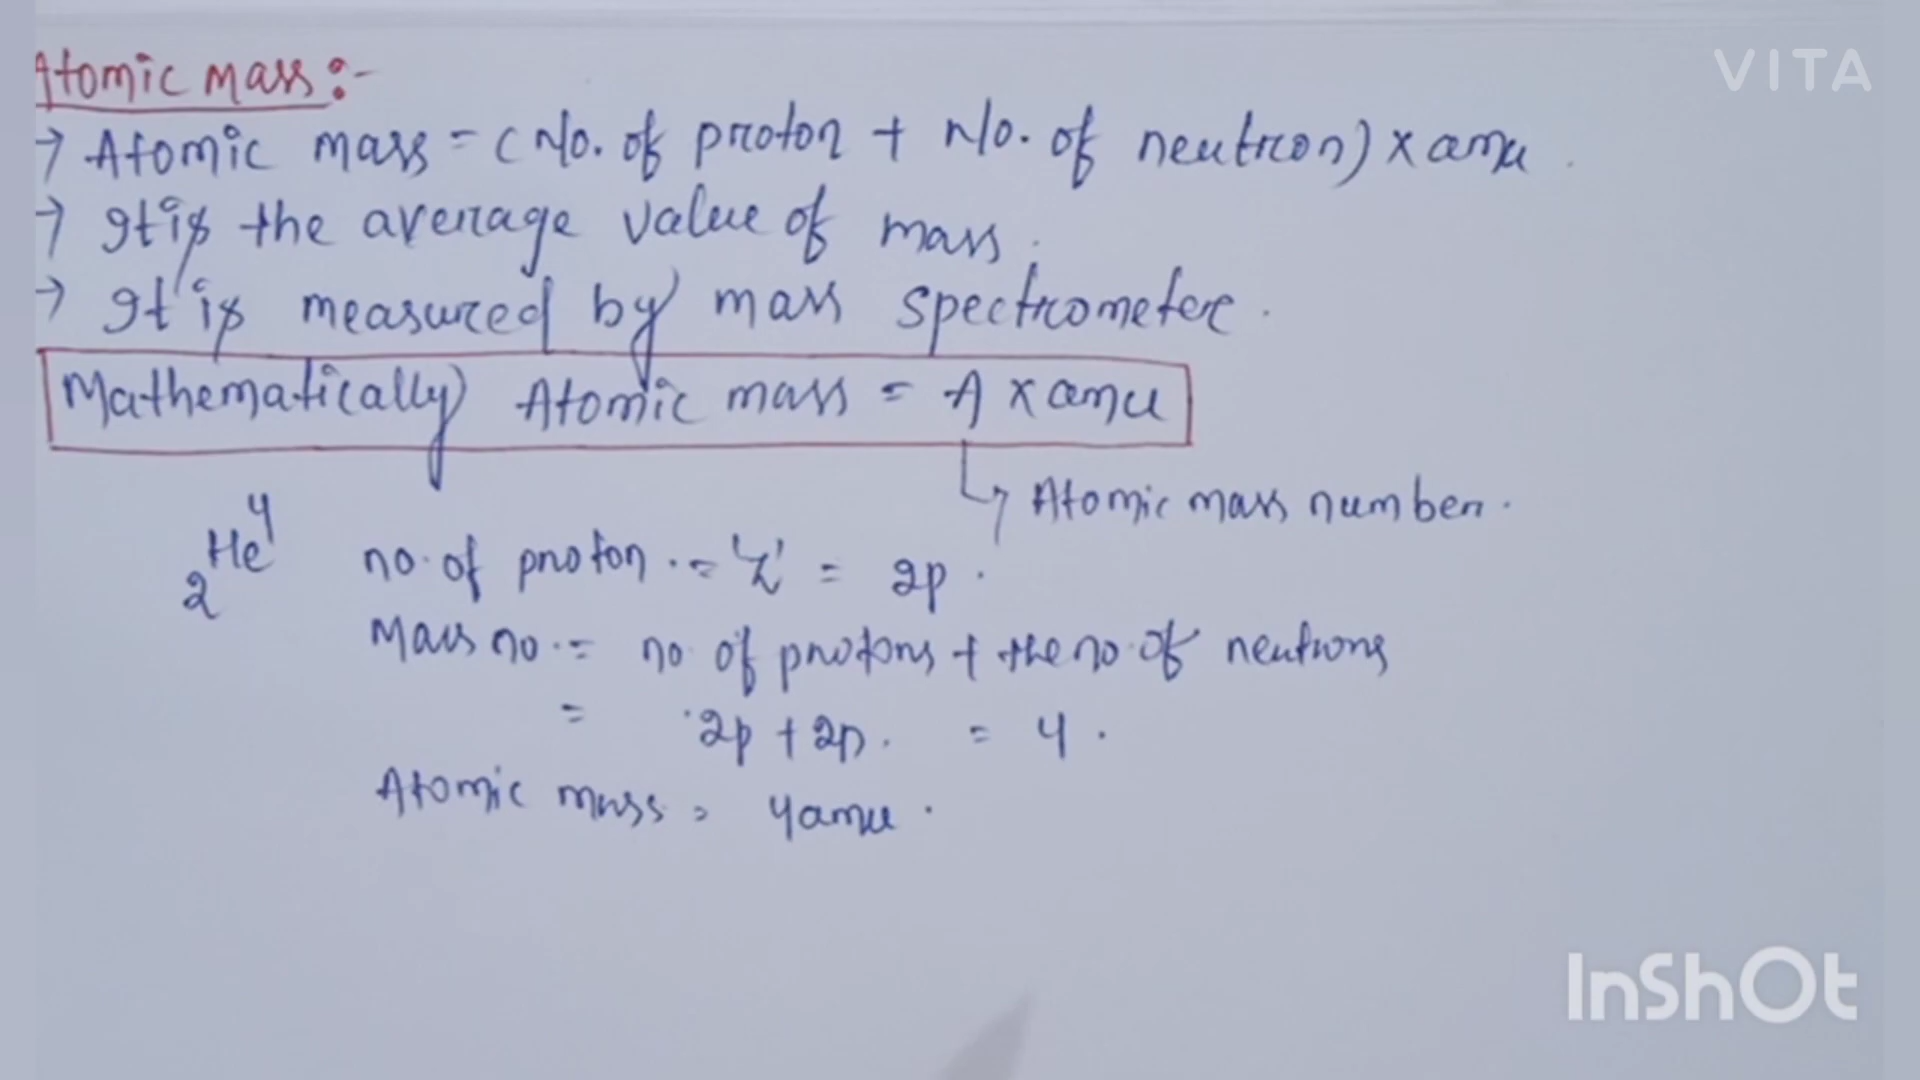 Atomic mass:-
VITA
→ Atomic mass = (No. of proton + No. of neutron) x amu.
→ It is the average value of mass.
→ It is measured by mass spectrometer.
Mathematically Atomic mass = A x amu
↳ Atomic mass number.
₂He⁴ no. of proton. = 'Z' = 2p.
Mass no. = no. of protons + the no. of neutrons
= 2p + 2n. = 4.
Atomic mass = 4amu.
InShOt